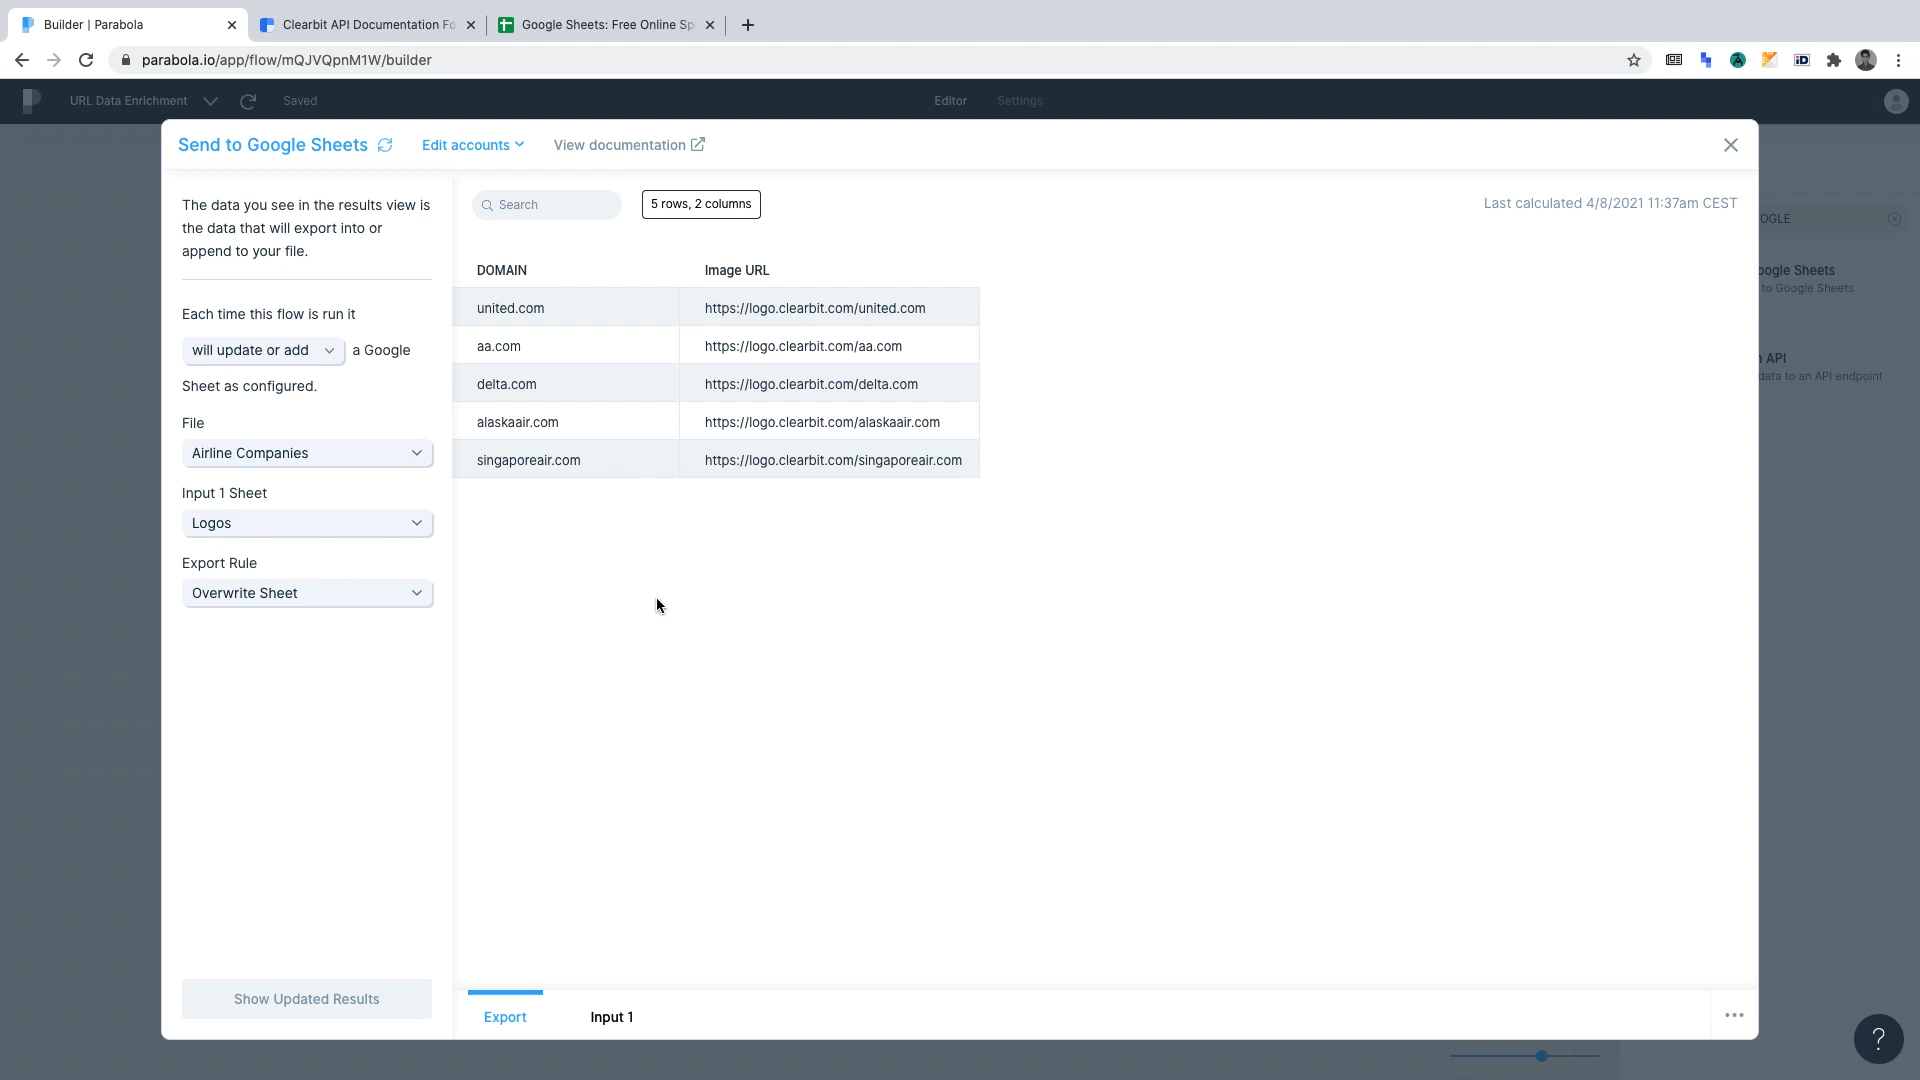 Builder | Parabola
Clearbit API Documentation Fo
Google Sheets: Free Online Sp
parabola.io/app/flow/mQJVQpnM1W/builder
URL Data Enrichment
Saved
Editor
Settings
Send to Google Sheets
Edit accounts
View documentation
The data you see in the results view is
the data that will export into or
append to your file.
Each time this flow is run it
will update or add
a Google
Sheet as configured.
File
Airline Companies
Input 1 Sheet
Logos
Export Rule
Overwrite Sheet
Show Updated Results
Search
5 rows, 2 columns
Last calculated 4/8/2021 11:37am CEST
DOMAIN
Image URL
united.com
https://logo.clearbit.com/united.com
aa.com
https://logo.clearbit.com/aa.com
delta.com
https://logo.clearbit.com/delta.com
alaskaair.com
https://logo.clearbit.com/alaskaair.com
singaporeair.com
https://logo.clearbit.com/singaporeair.com
Export
Input 1
OGLE
oogle Sheets
to Google Sheets
API
data to an API endpoint
?